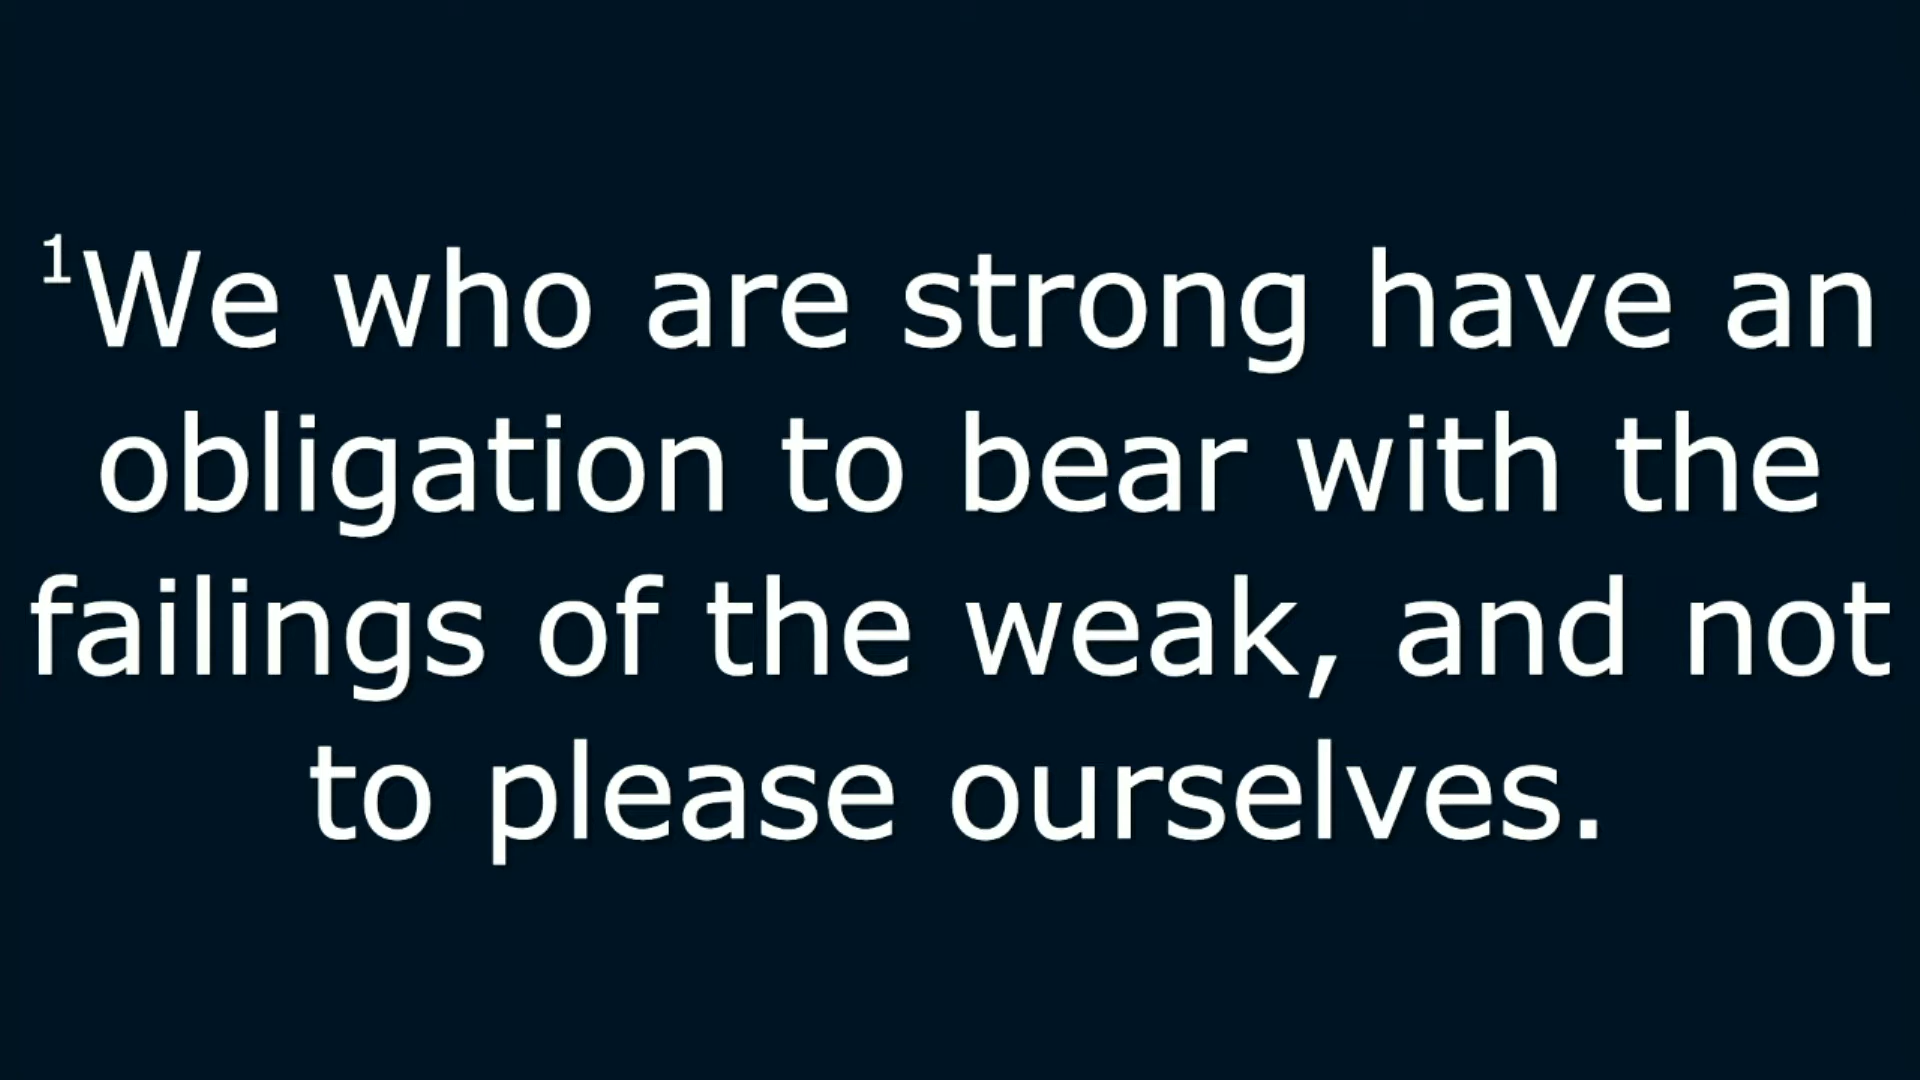 ¹We who are strong have an
obligation to bear with the
failings of the weak, and not
to please ourselves.